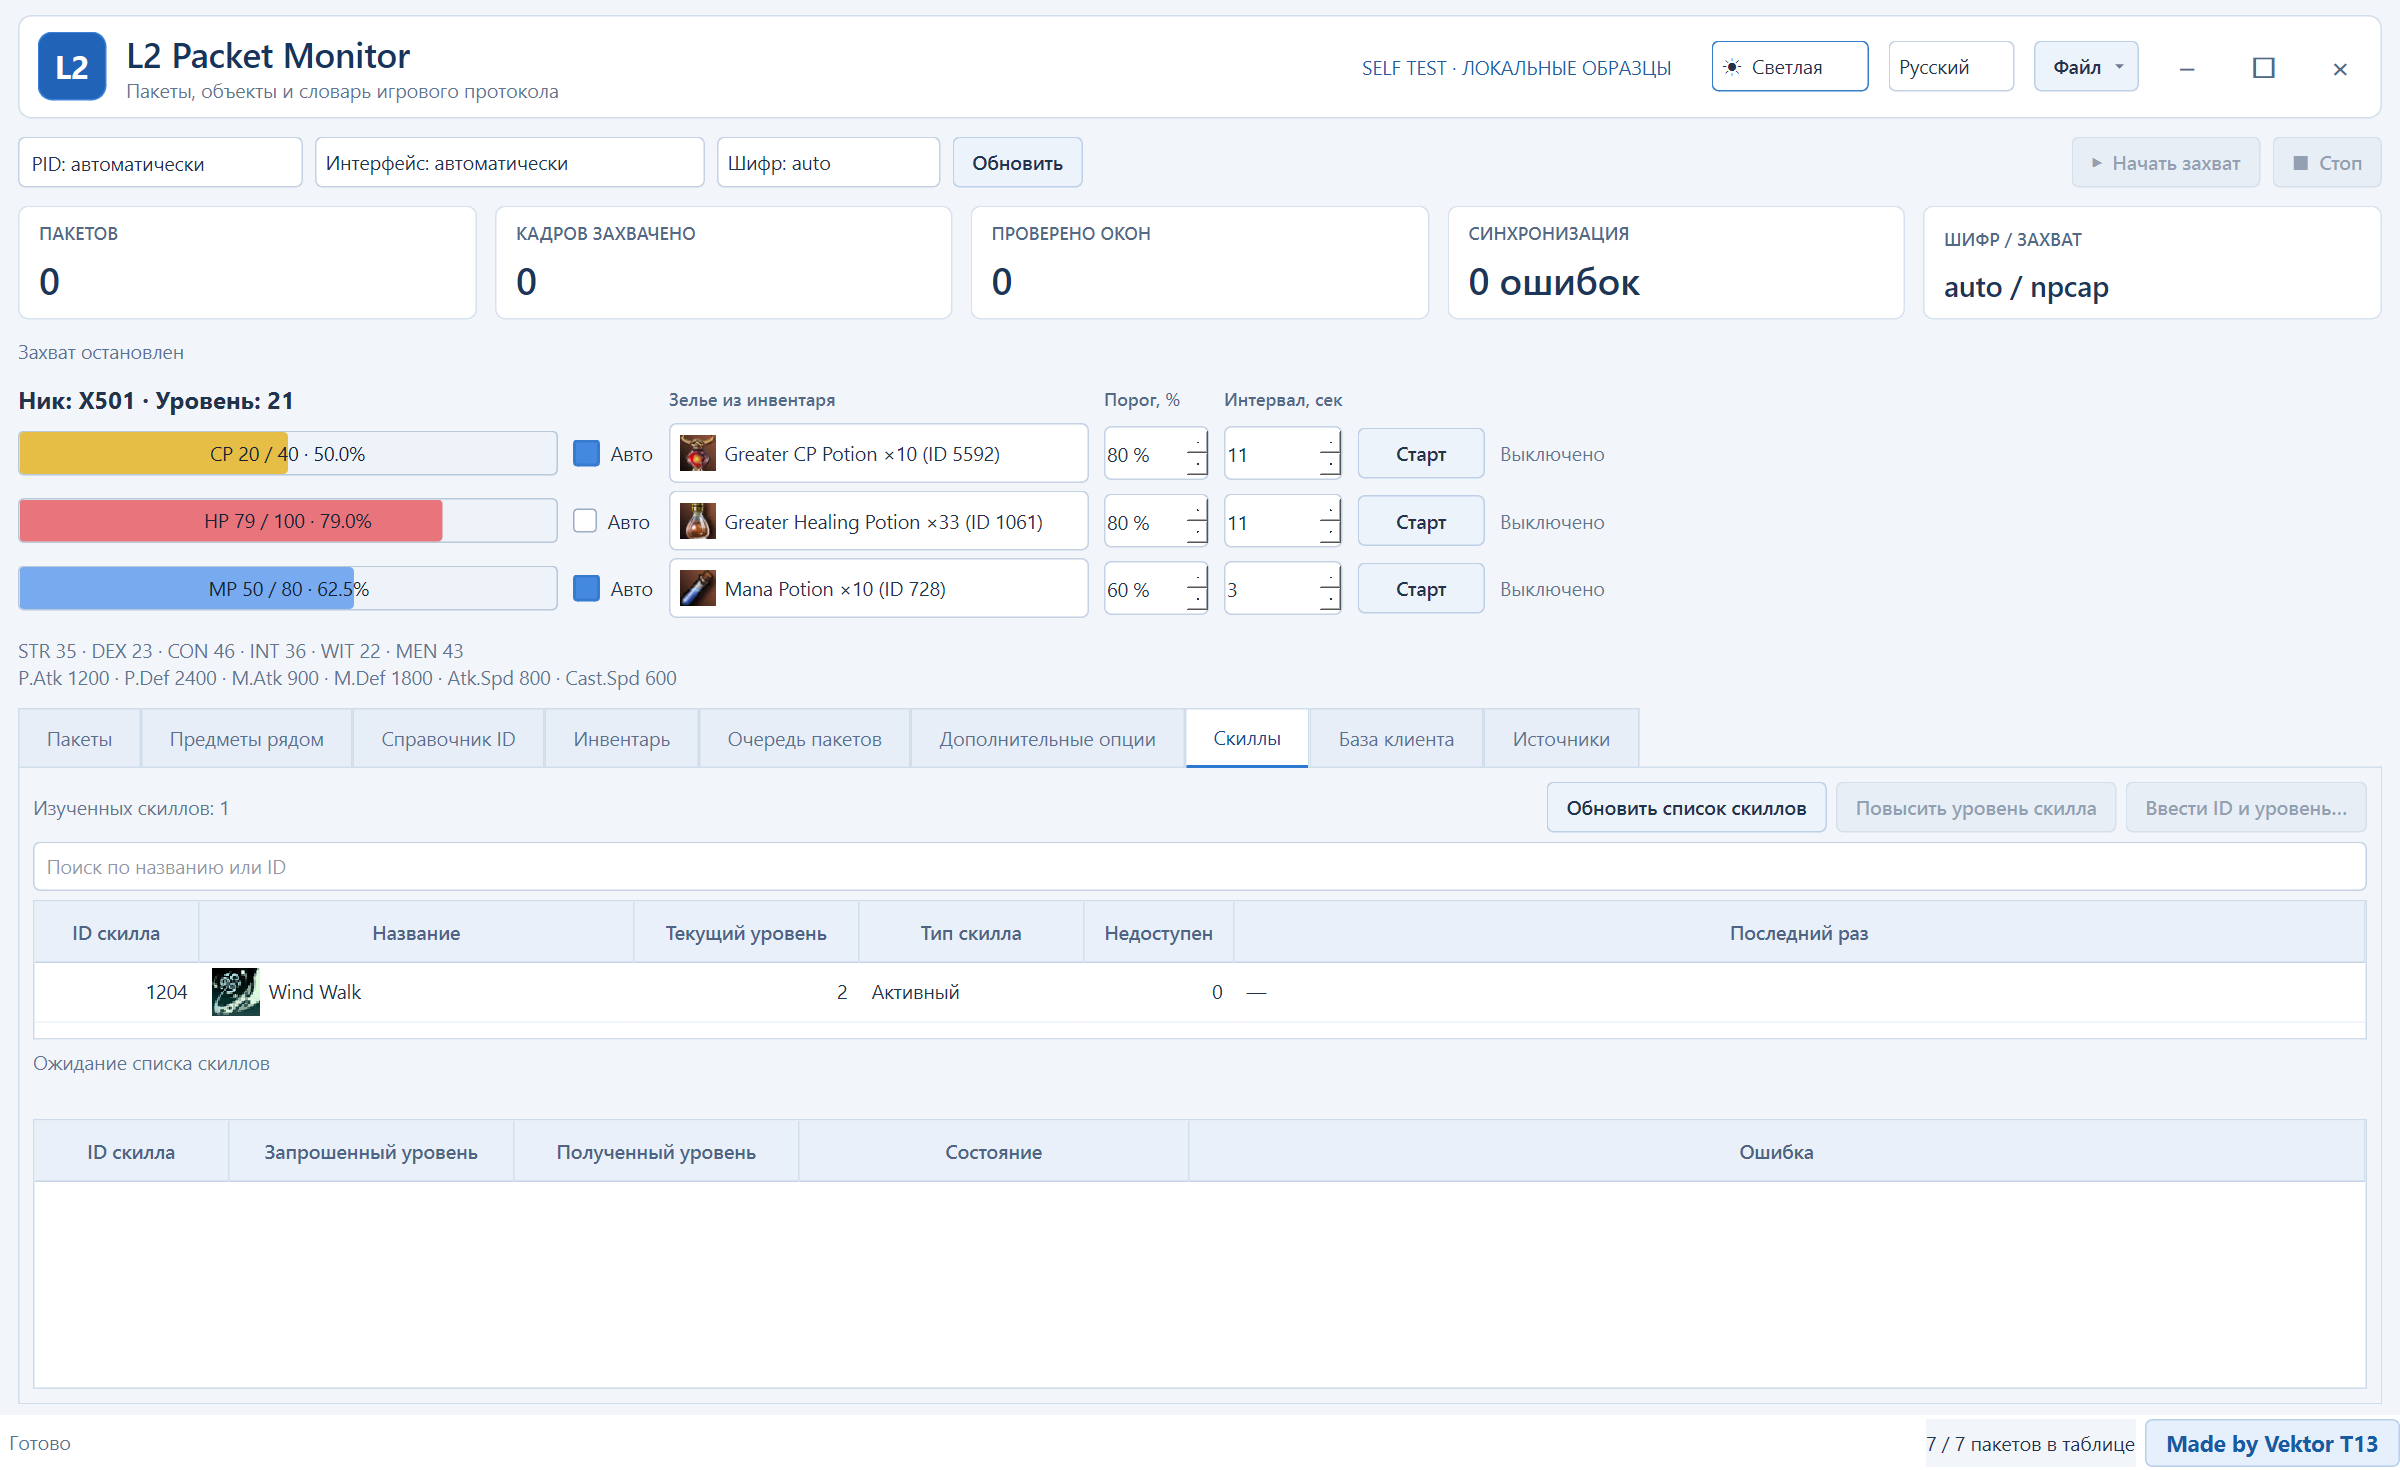 L2
L2 Packet Monitor
Пакеты, объекты и словарь игрового протокола
SELF TEST · ЛОКАЛЬНЫЕ ОБРАЗЦЫ
Светлая
Русский
Файл
PID: автоматически
Интерфейс: автоматически
Шифр: auto
Обновить
Начать захват
Стоп
ПАКЕТОВ
0
КАДРОВ ЗАХВАЧЕНО
0
ПРОВЕРЕНО ОКОН
0
СИНХРОНИЗАЦИЯ
0 ошибок
ШИФР / ЗАХВАТ
auto / npcap
Захват остановлен
Ник: X501 · Уровень: 21
Зелье из инвентаря
Порог, %
Интервал, сек
CP 20 / 40 · 50.0%
Авто
Greater CP Potion ×10 (ID 5592)
80 %
11
Старт
Выключено
HP 79 / 100 · 79.0%
Авто
Greater Healing Potion ×33 (ID 1061)
80 %
11
Старт
Выключено
MP 50 / 80 · 62.5%
Авто
Mana Potion ×10 (ID 728)
60 %
3
Старт
Выключено
STR 35 · DEX 23 · CON 46 · INT 36 · WIT 22 · MEN 43
P.Atk 1200 · P.Def 2400 · M.Atk 900 · M.Def 1800 · Atk.Spd 800 · Cast.Spd 600
Пакеты
Предметы рядом
Справочник ID
Инвентарь
Очередь пакетов
Дополнительные опции
Скиллы
База клиента
Источники
Изученных скиллов: 1
Обновить список скиллов
Повысить уровень скилла
Ввести ID и уровень...
Поиск по названию или ID
ID скилла
Название
Текущий уровень
Тип скилла
Недоступен
Последний раз
1204
Wind Walk
2
Активный
0
—
Ожидание списка скиллов
ID скилла
Запрошенный уровень
Полученный уровень
Состояние
Ошибка
Готово
7 / 7 пакетов в таблице
Made by Vektor T13